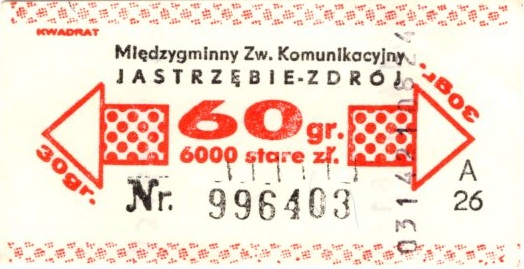 KWADRAT
Międzygminny Zw. Komunikacyjny
JASTRZĘBIE-ZDRÓJ
60 gr.
6000 stare zł.
30gr.
30gr.
Nr. 996403
A
26